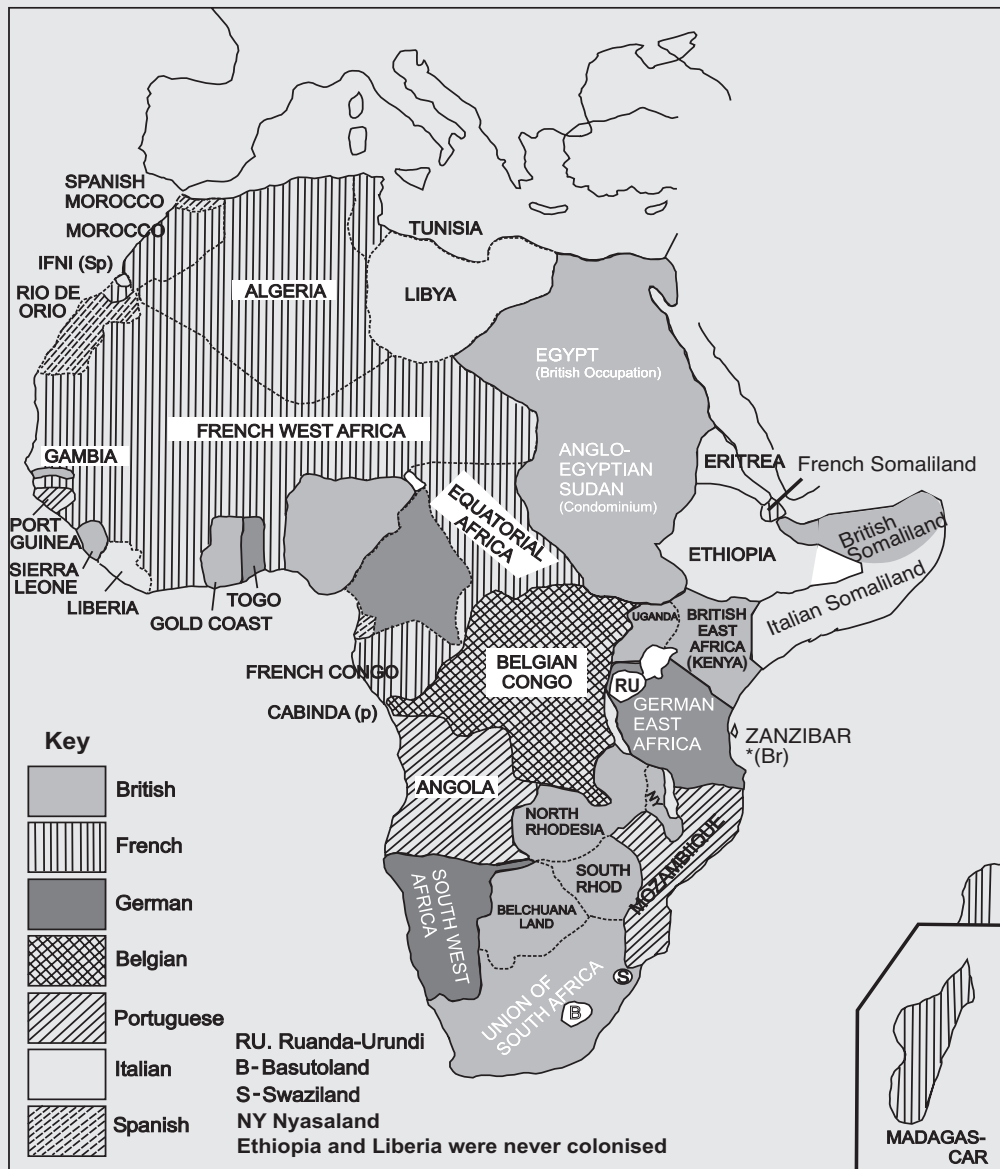 SPANISH
MOROCCO
MOROCCO
TUNISIA
IFNI (Sp)
RIO DE
ORIO
ALGERIA
LIBYA
EGYPT
(British Occupation)
FRENCH WEST AFRICA
GAMBIA
ANGLO-
EGYPTIAN
SUDAN
(Condominium)
ERITREA
French Somaliland
EQUATORIAL
AFRICA
PORT
GUINEA
British
Somaliland
ETHIOPIA
SIERRA
LEONE
LIBERIA
TOGO
GOLD COAST
Italian Somaliland
UGANDA
BRITISH
EAST
AFRICA
(KENYA)
FRENCH CONGO
BELGIAN
CONGO
RU
CABINDA (p)
GERMAN
EAST
AFRICA
ZANZIBAR
*(Br)
ANGOLA
NORTH
RHODESIA
MOZAMBIIQUE
SOUTH
RHOD
SOUTH WEST
AFRICA
BELCHUANA
LAND
S
UNION OF
SOUTH AFRICA
B
Key
British
French
German
Belgian
Portuguese
Italian
Spanish
RU. Ruanda-Urundi
B-Basutoland
S-Swaziland
NY Nyasaland
Ethiopia and Liberia were never colonised
MADAGAS-
CAR